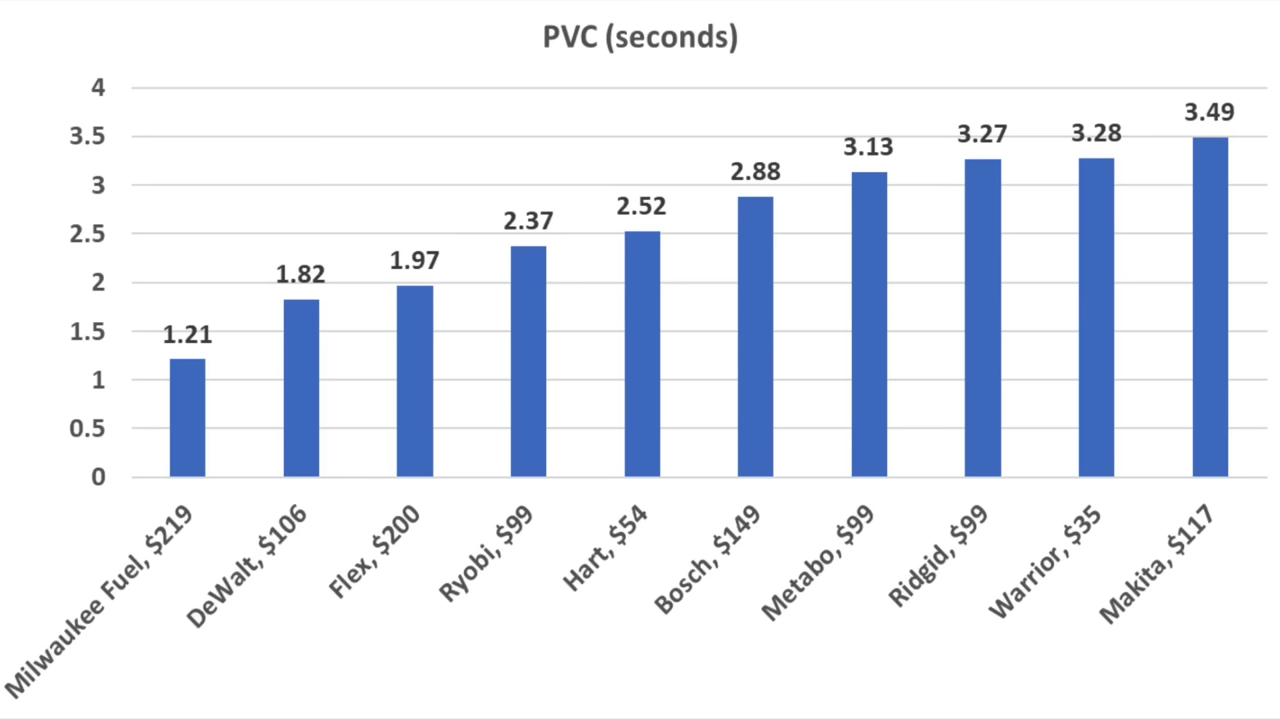 PVC (seconds)
4
3.5
3
2.5
2
1.5
1
0.5
0
1.21
1.82
1.97
2.37
2.52
2.88
3.13
3.27
3.28
3.49
Milwaukee Fuel, $219
DeWalt, $106
Flex, $200
Ryobi, $99
Hart, $54
Bosch, $149
Metabo, $99
Ridgid, $99
Warrior, $35
Makita, $117